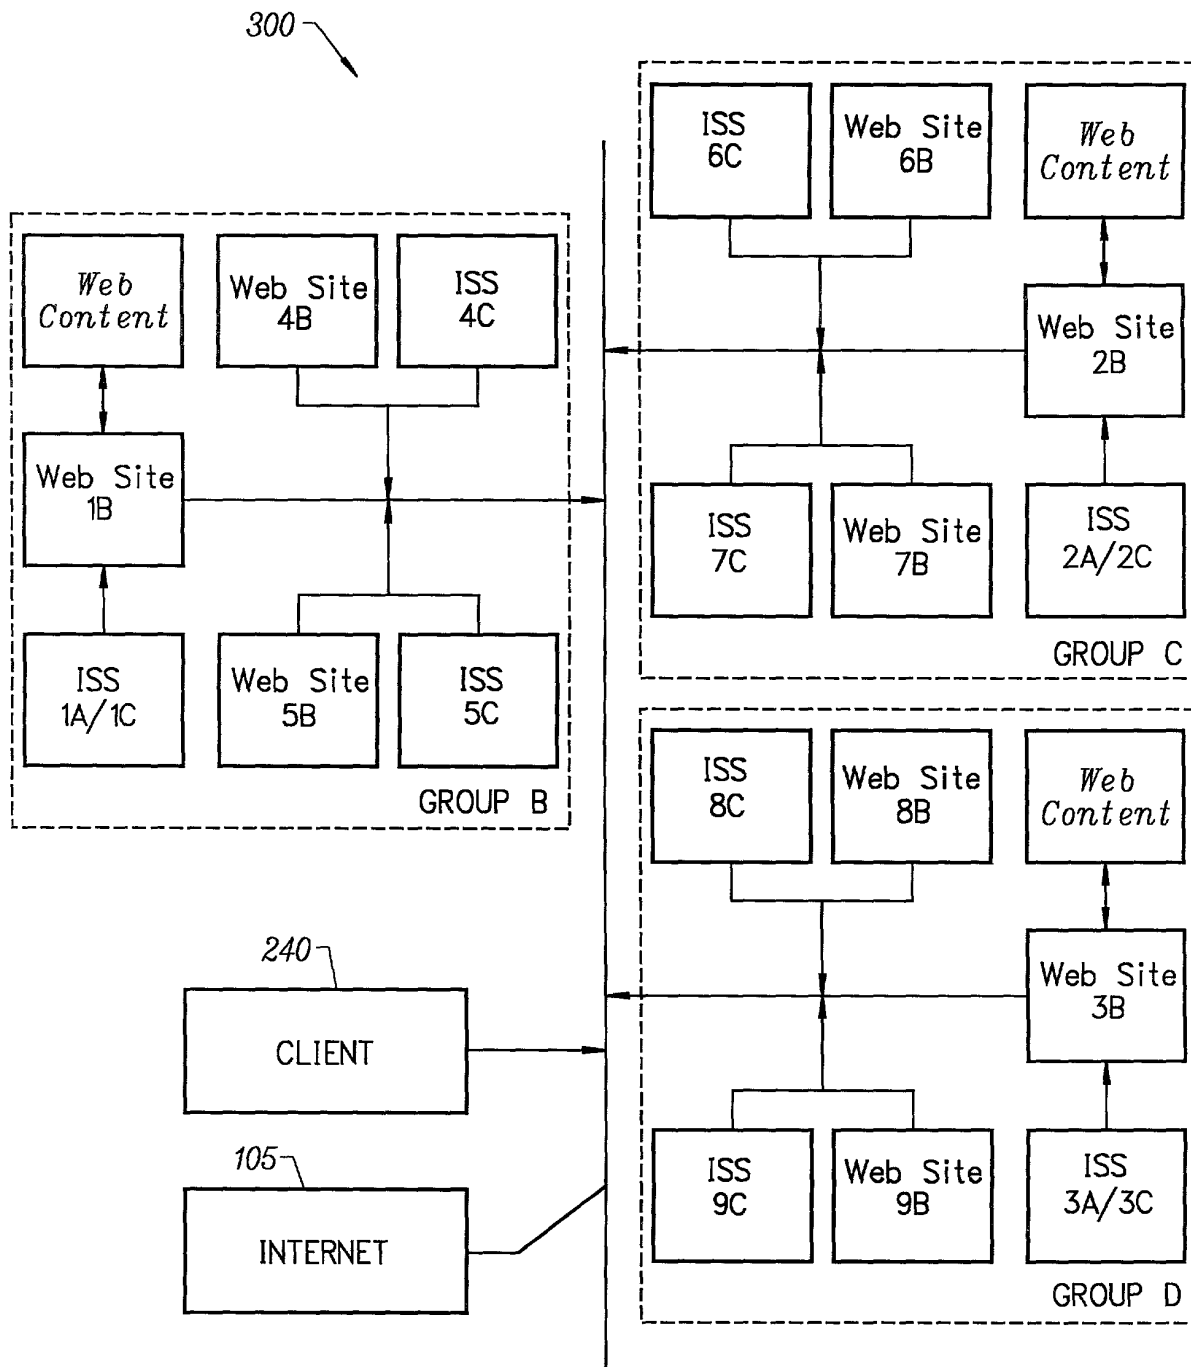 300
Web
Content
Web Site
4B
ISS
4C
Web Site
1B
ISS
1A/1C
Web Site
5B
ISS
5C
GROUP B
ISS
6C
Web Site
6B
Web
Content
Web Site
2B
ISS
7C
Web Site
7B
ISS
2A/2C
GROUP C
ISS
8C
Web Site
8B
Web
Content
Web Site
3B
ISS
9C
Web Site
9B
ISS
3A/3C
GROUP D
240
CLIENT
105
INTERNET